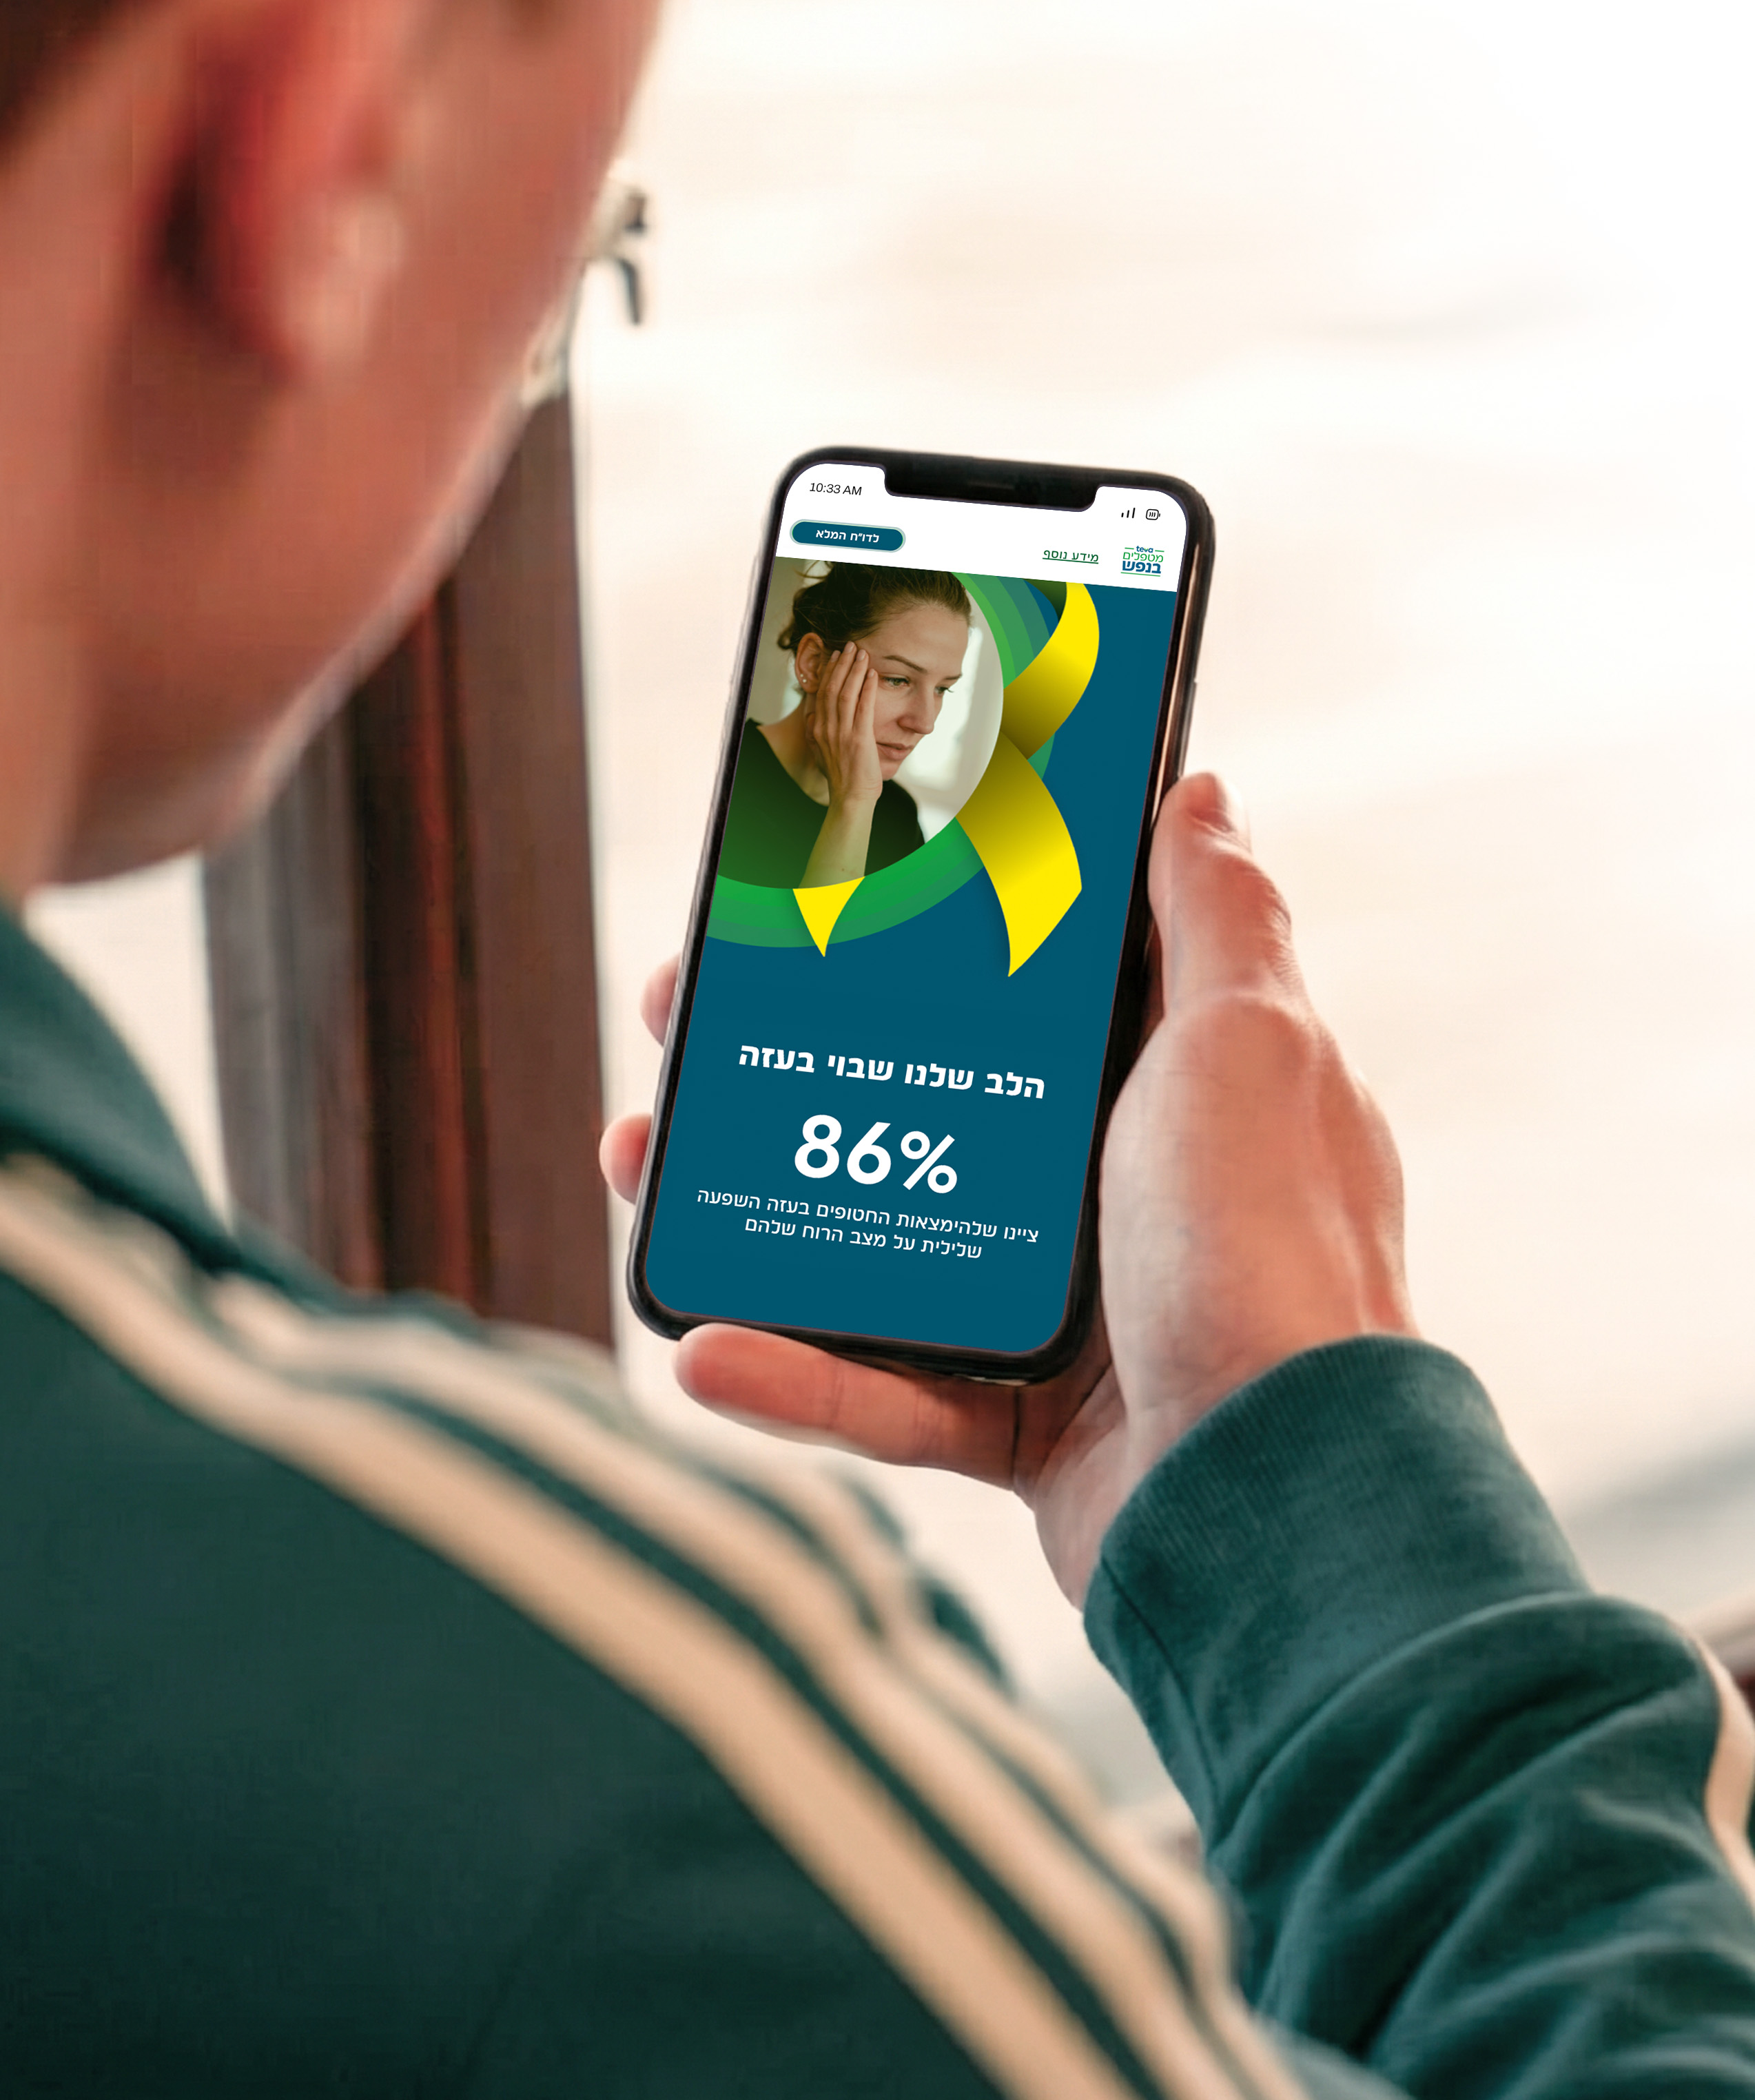 10:33 AM
teva
מטפלים
בנפש
מידע נוסף
לדו״ח המלא
הלב שלנו שבוי בעזה
86%
ציינו שלהימצאות החטופים בעזה השפעה
שלילית על מצב הרוח שלהם